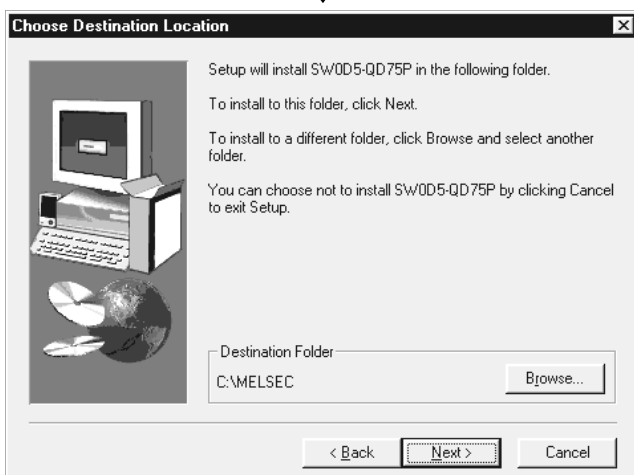 Choose Destination Location
Setup will install SW0D5-QD75P in the following folder.
To install to this folder, click Next.
To install to a different folder, click Browse and select another
folder.
You can choose not to install SW0D5-QD75P by clicking Cancel
to exit Setup.
Destination Folder
C:\MELSEC
Browse...
< Back
Next >
Cancel